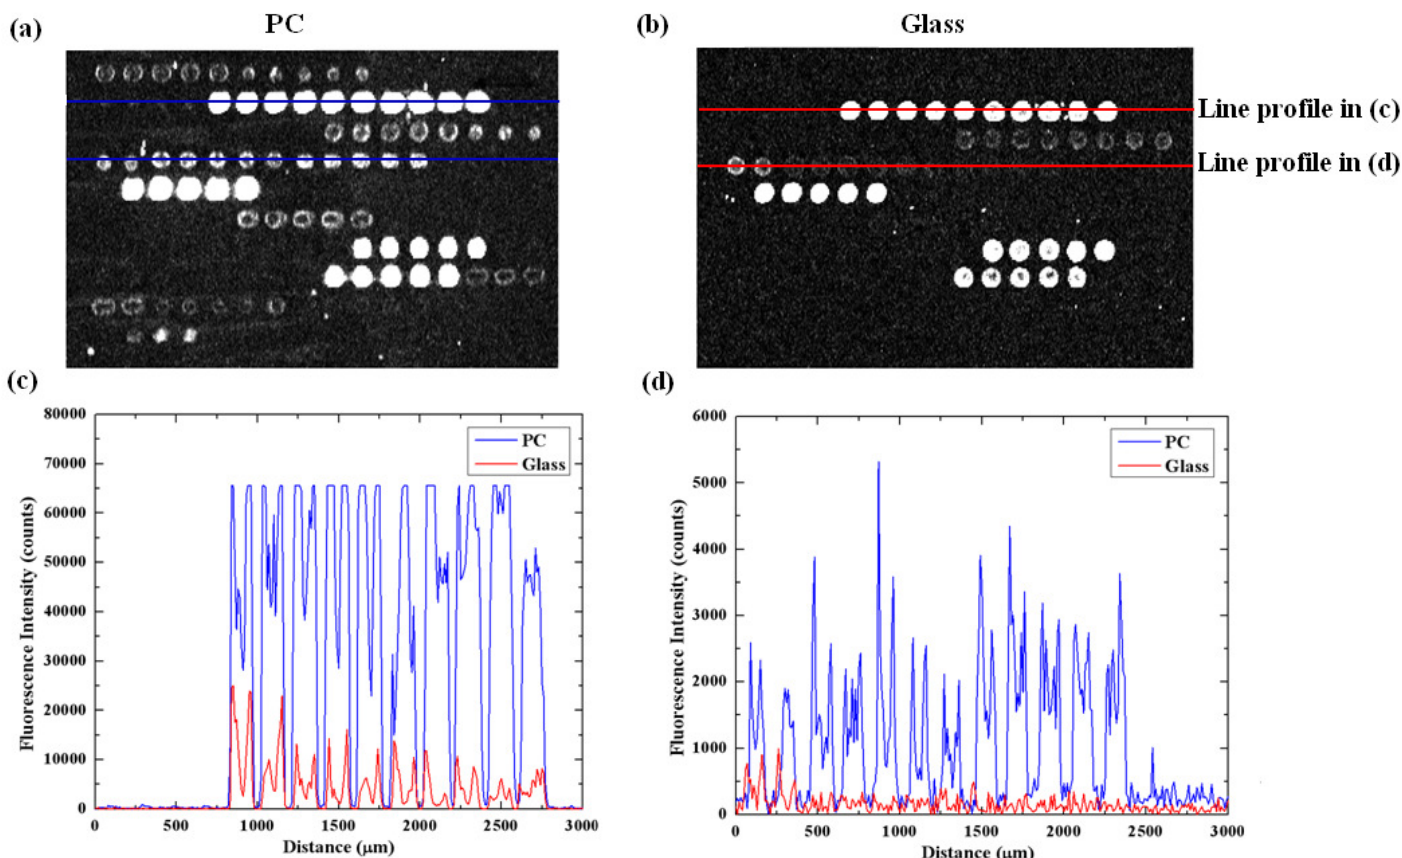 (a)
PC
(b)
Glass
Line profile in (c)
Line profile in (d)
(c)
80000
70000
60000
50000
40000
30000
20000
10000
0
Fluorescence Intensity (counts)
PC
Glass
0 500 1000 1500 2000 2500 3000
Distance (μm)
(d)
6000
5000
4000
3000
2000
1000
0
Fluorescence Intensity (counts)
PC
Glass
0 500 1000 1500 2000 2500 3000
Distance (μm)